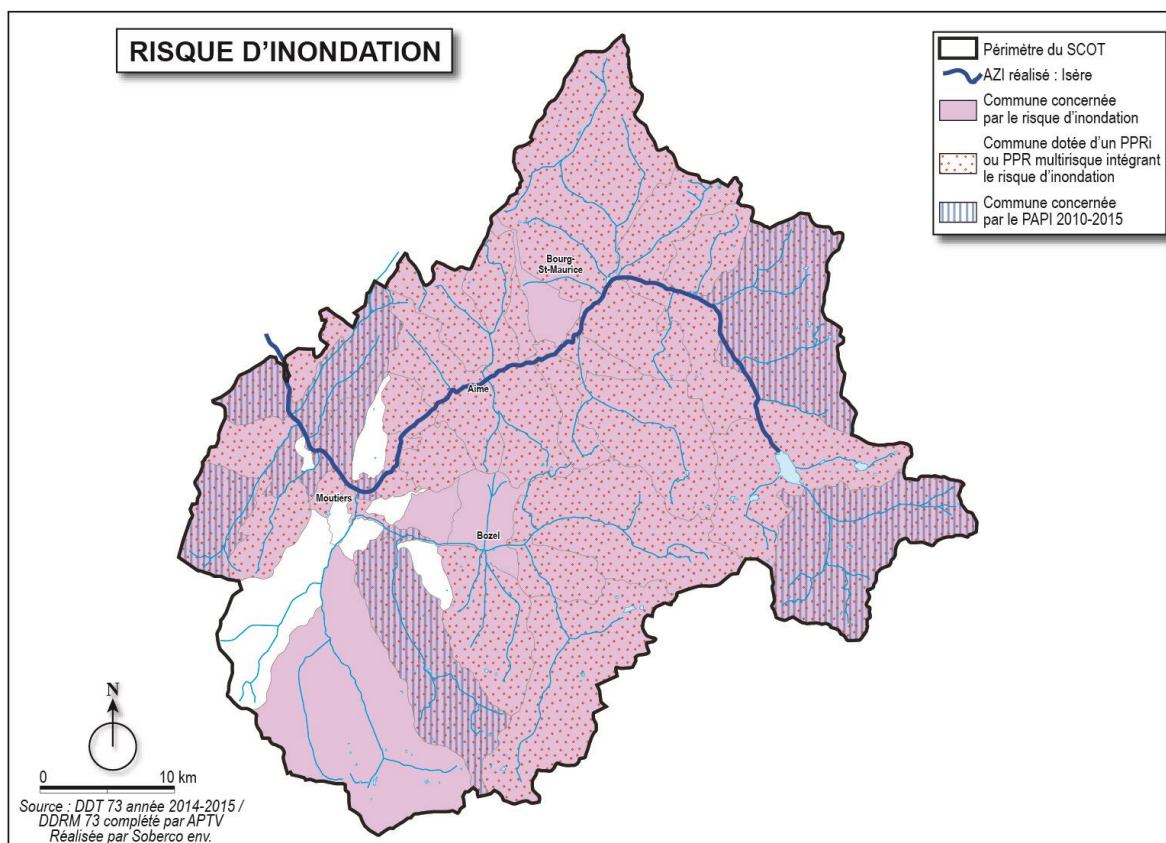 RISQUE D'INONDATION
Périmètre du SCOT
AZI réalisé : Isère
Commune concernée
par le risque d'inondation
Commune dotée d'un PPRi
ou PPR multirisque intégrant
le risque d'inondation
Commune concernée
par le PAPI 2010-2015
Bourg-
St-Maurice
Aime
Moutiers
Bozel
N
0 10 km
Source : DDT 73 année 2014-2015 /
DDRM 73 complété par APTV
Réalisée par Soberco env.